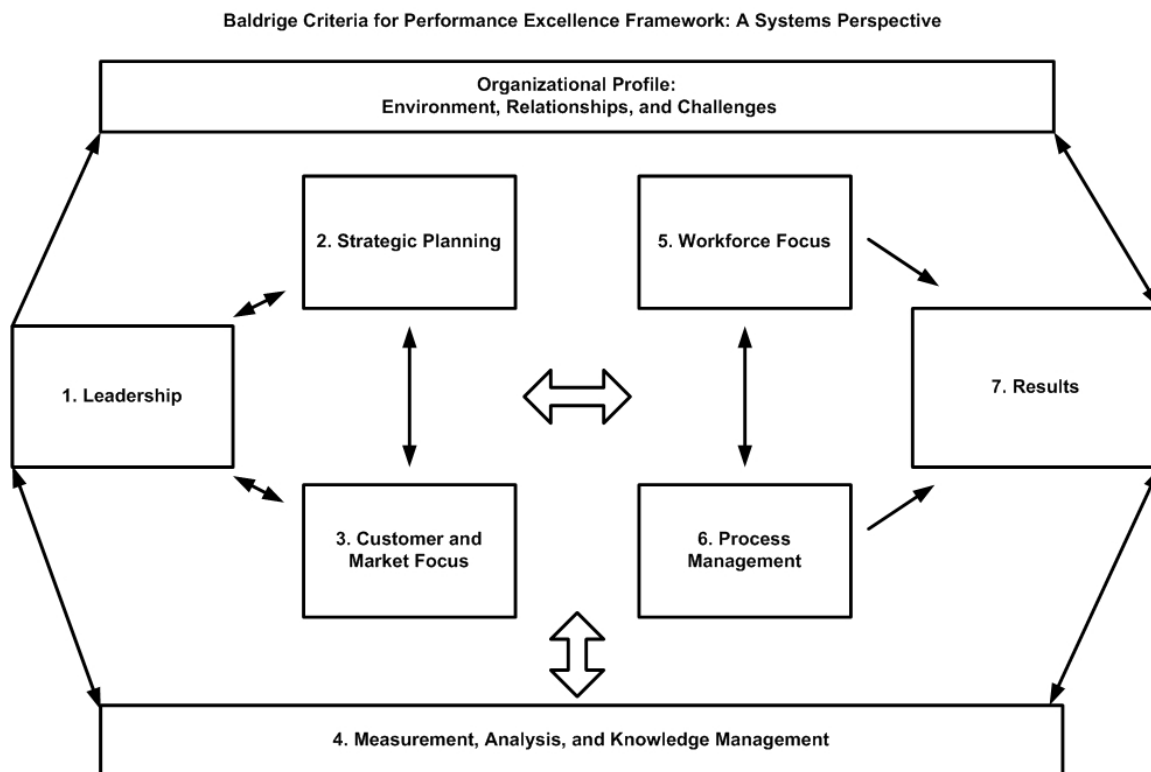 Baldrige Criteria for Performance Excellence Framework: A Systems Perspective
Organizational Profile:
Environment, Relationships, and Challenges
2. Strategic Planning
5. Workforce Focus
1. Leadership
7. Results
3. Customer and
Market Focus
6. Process
Management
4. Measurement, Analysis, and Knowledge Management